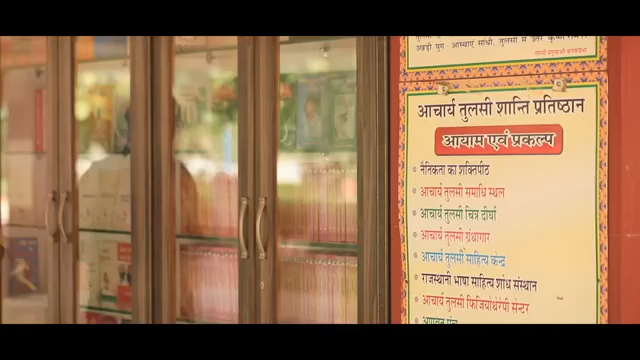 आचार्य तुलसी शान्ति प्रतिष्ठान
आयाम एवं प्रकल्प
नैतिकता का शक्तिपीठ
आचार्य तुलसी समाधि स्थल
आचार्य तुलसी चित्र दीर्घा
आचार्य तुलसी ग्रंथागार
आचार्य तुलसी साहित्य केन्द्र
राजस्थानी भाषा साहित्य शोध संस्थान
आचार्य तुलसी फिजियोथेरेपी सेन्टर